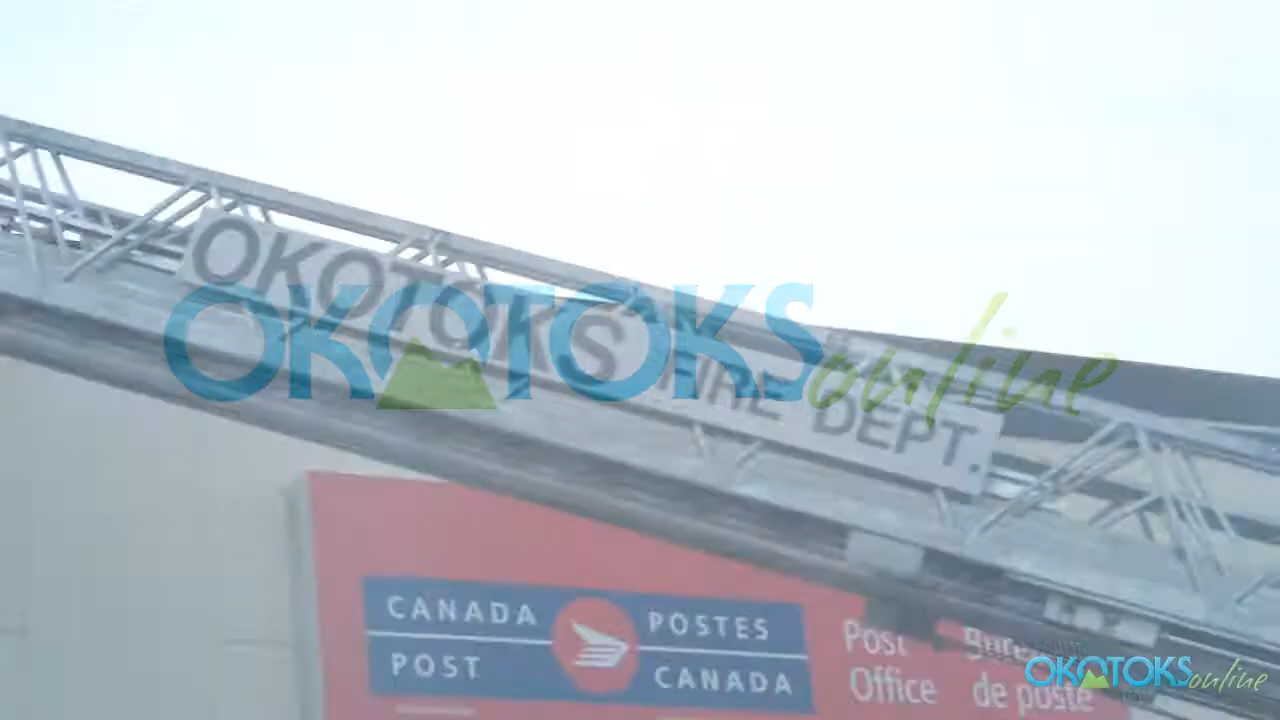 OKOTOKS FIRE DEPT.
OKOTOKS online
CANADA POST
POSTES CANADA
Post Office
de poste
OKOTOKS online